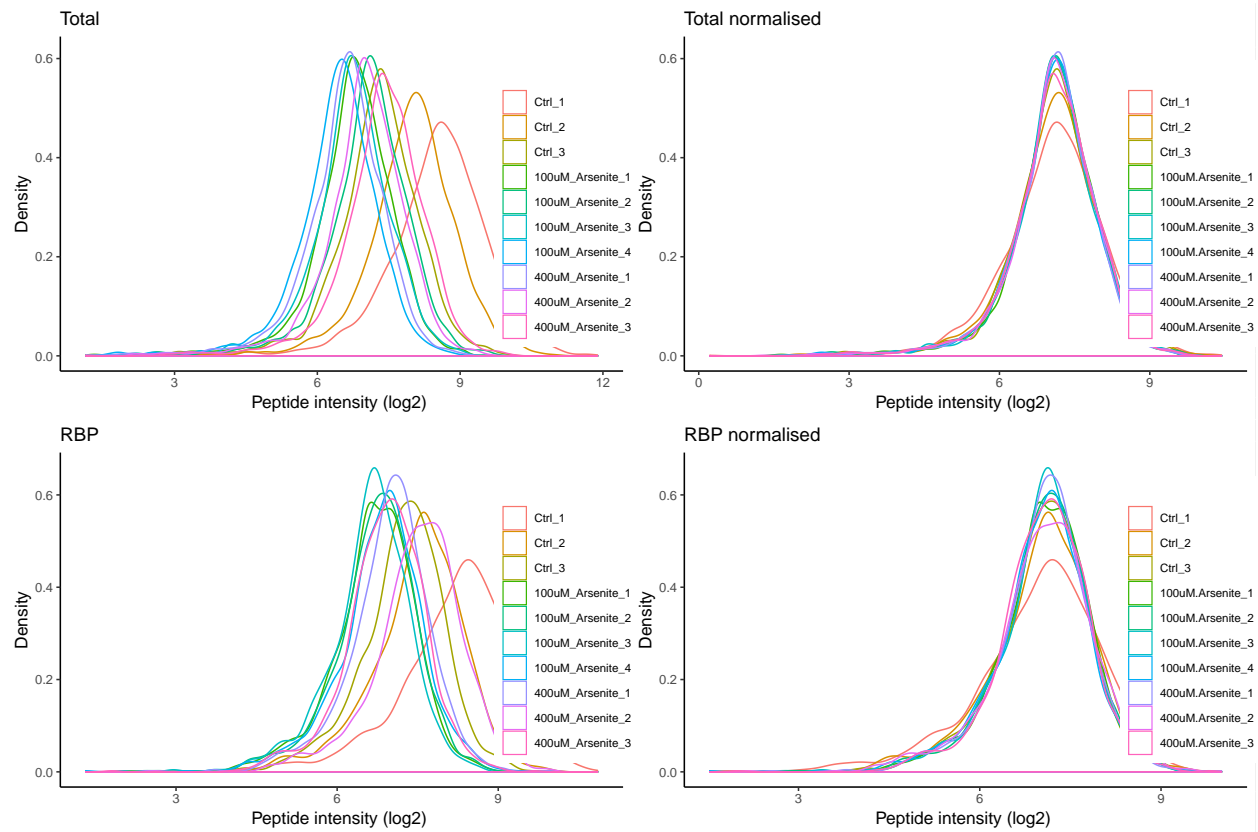 Total
Density
0.6
0.4
0.2
0.0
3
6
9
12
Peptide intensity (log2)
Ctrl_1
Ctrl_2
Ctrl_3
100uM_Arsenite_1
100uM_Arsenite_2
100uM_Arsenite_3
100uM_Arsenite_4
400uM_Arsenite_1
400uM_Arsenite_2
400uM_Arsenite_3
Total normalised
Density
0.6
0.4
0.2
0.0
0
3
6
9
Peptide intensity (log2)
Ctrl_1
Ctrl_2
Ctrl_3
100uM.Arsenite_1
100uM.Arsenite_2
100uM.Arsenite_3
100uM.Arsenite_4
400uM.Arsenite_1
400uM.Arsenite_2
400uM.Arsenite_3
RBP
Density
0.6
0.4
0.2
0.0
3
6
9
Peptide intensity (log2)
Ctrl_1
Ctrl_2
Ctrl_3
100uM_Arsenite_1
100uM_Arsenite_2
100uM_Arsenite_3
100uM_Arsenite_4
400uM_Arsenite_1
400uM_Arsenite_2
400uM_Arsenite_3
RBP normalised
Density
0.6
0.4
0.2
0.0
3
6
9
Peptide intensity (log2)
Ctrl_1
Ctrl_2
Ctrl_3
100uM.Arsenite_1
100uM.Arsenite_2
100uM.Arsenite_3
100uM.Arsenite_4
400uM.Arsenite_1
400uM.Arsenite_2
400uM.Arsenite_3